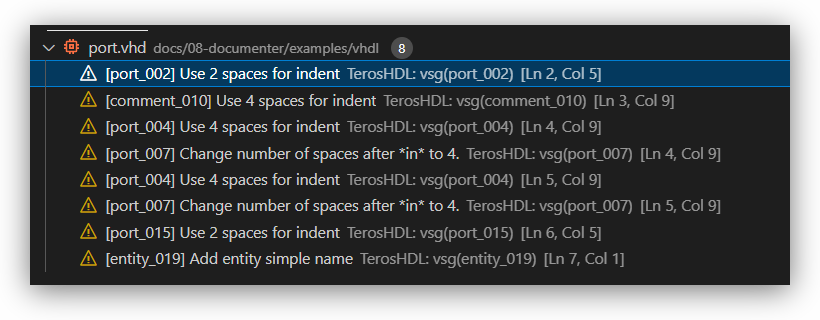 port.vhd docs/08-documenter/examples/vhdl 8
[port_002] Use 2 spaces for indent TerosHDL: vsg(port_002) [Ln 2, Col 5]
[comment_010] Use 4 spaces for indent TerosHDL: vsg(comment_010) [Ln 3, Col 9]
[port_004] Use 4 spaces for indent TerosHDL: vsg(port_004) [Ln 4, Col 9]
[port_007] Change number of spaces after *in* to 4. TerosHDL: vsg(port_007) [Ln 4, Col 9]
[port_004] Use 4 spaces for indent TerosHDL: vsg(port_004) [Ln 5, Col 9]
[port_007] Change number of spaces after *in* to 4. TerosHDL: vsg(port_007) [Ln 5, Col 9]
[port_015] Use 2 spaces for indent TerosHDL: vsg(port_015) [Ln 6, Col 5]
[entity_019] Add entity simple name TerosHDL: vsg(entity_019) [Ln 7, Col 1]